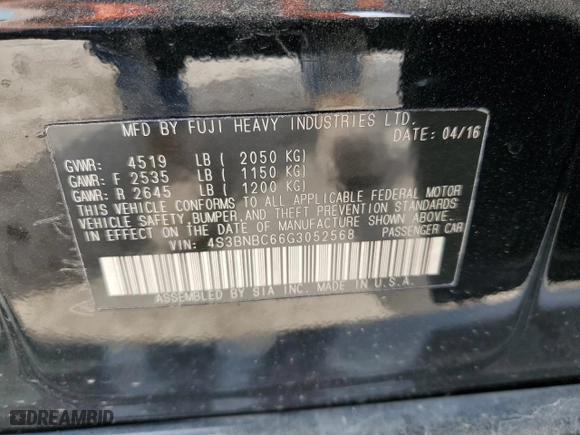 MFD BY FUJI HEAVY INDUSTRIES LTD.
DATE: 04/16
GVWR: 4519 LB ( 2050 KG)
GAWR: F 2535 LB ( 1150 KG)
GAWR: R 2645 LB ( 1200 KG)
THIS VEHICLE CONFORMS TO ALL APPLICABLE FEDERAL MOTOR
VEHICLE SAFETY,BUMPER,AND THEFT PREVENTION STANDARDS
IN EFFECT ON THE DATE OF MANUFACTURE SHOWN ABOVE.
VIN: 4S3BNBC66G3052568 PASSENGER CAR
ASSEMBLED BY SIA INC. MADE IN U.S.A.
DREAMBID